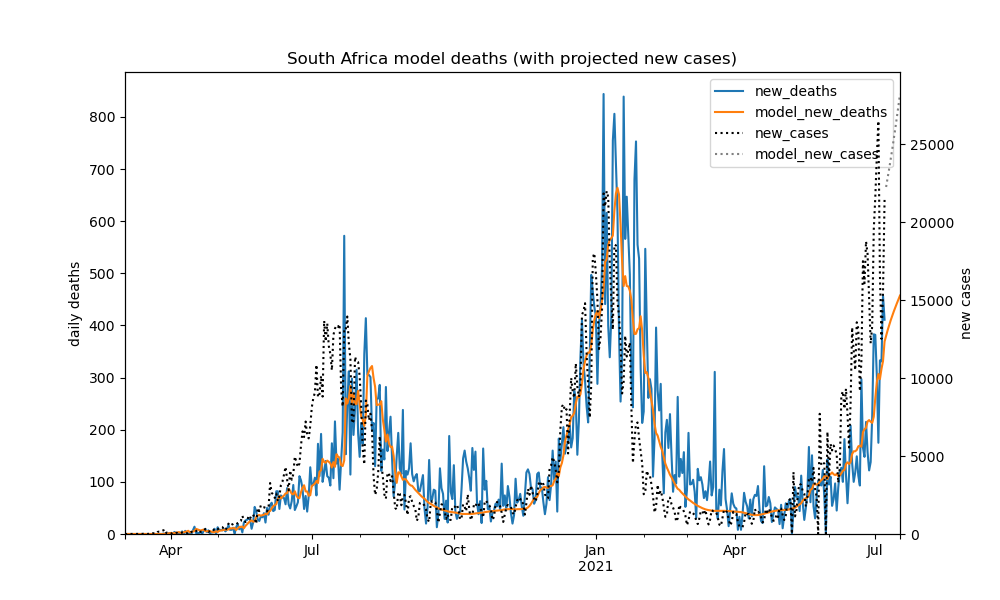 South Africa model deaths (with projected new cases)
new_deaths
model_new_deaths
new_cases
model_new_cases
daily deaths
800
700
600
500
400
300
200
100
0
new cases
25000
20000
15000
10000
5000
0
Apr
Jul
Oct
Jan
2021
Apr
Jul